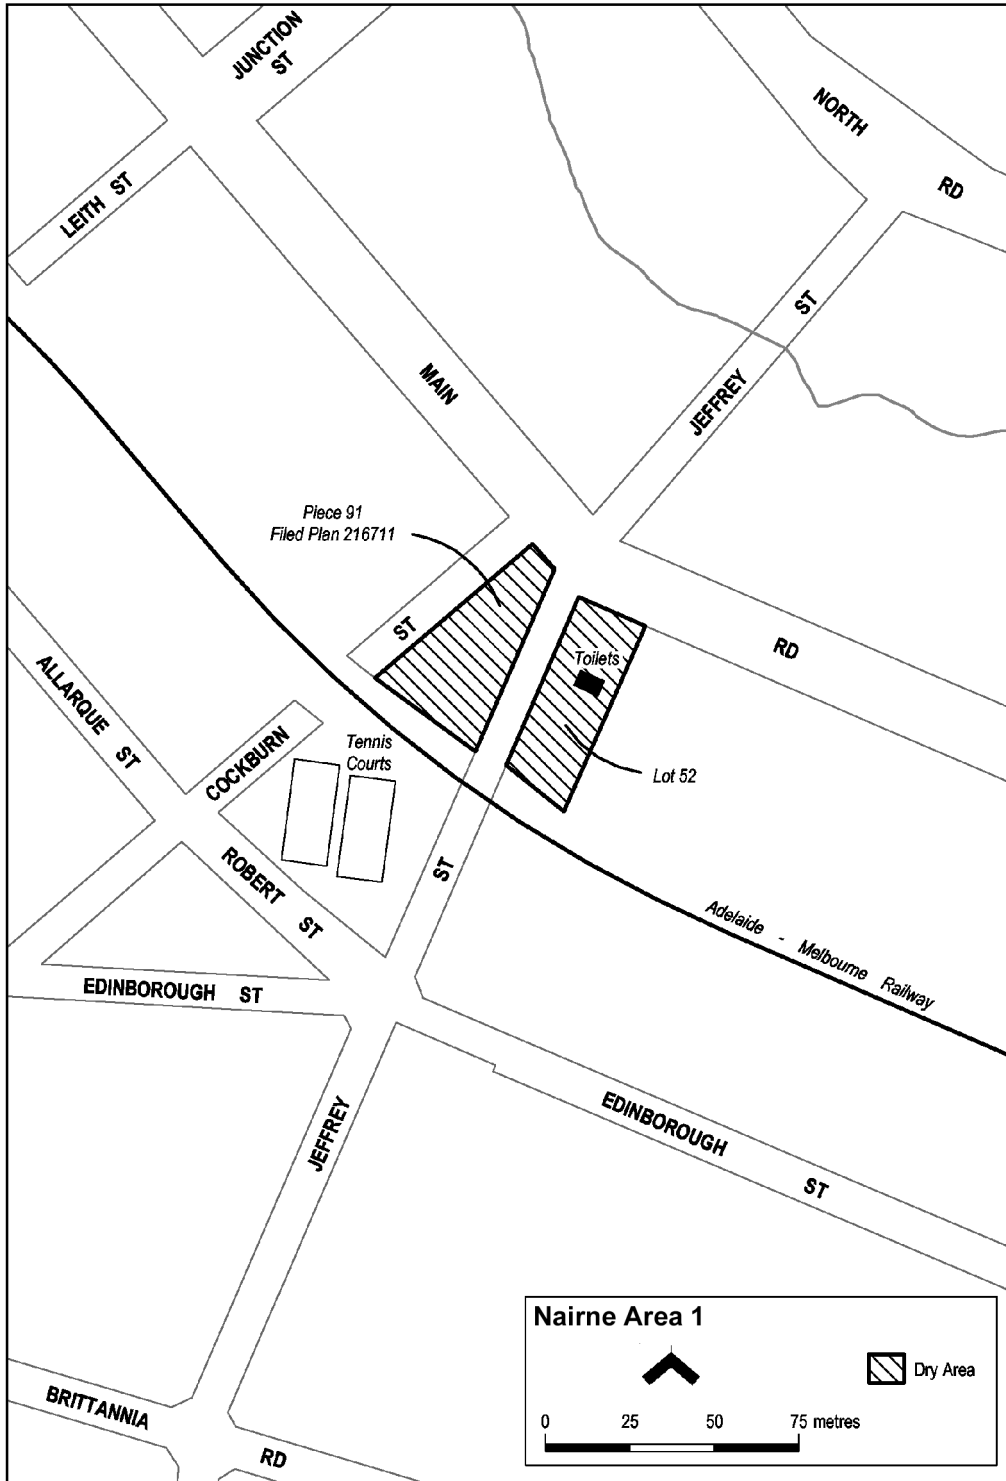 JUNCTION
ST
NORTH
RD
LEITH ST
ST
MAIN
JEFFREY
Piece 91
Filed Plan 216711
ST
RD
Toilets
ALLARQUE
ST
COCKBURN
Tennis
Courts
Lot 52
ROBERT ST
ST
Adelaide - Melbourne Railway
EDINBOROUGH ST
EDINBOROUGH
ST
JEFFREY
BRITTANNIA
RD
Nairne Area 1
Dry Area
0 25 50 75 metres